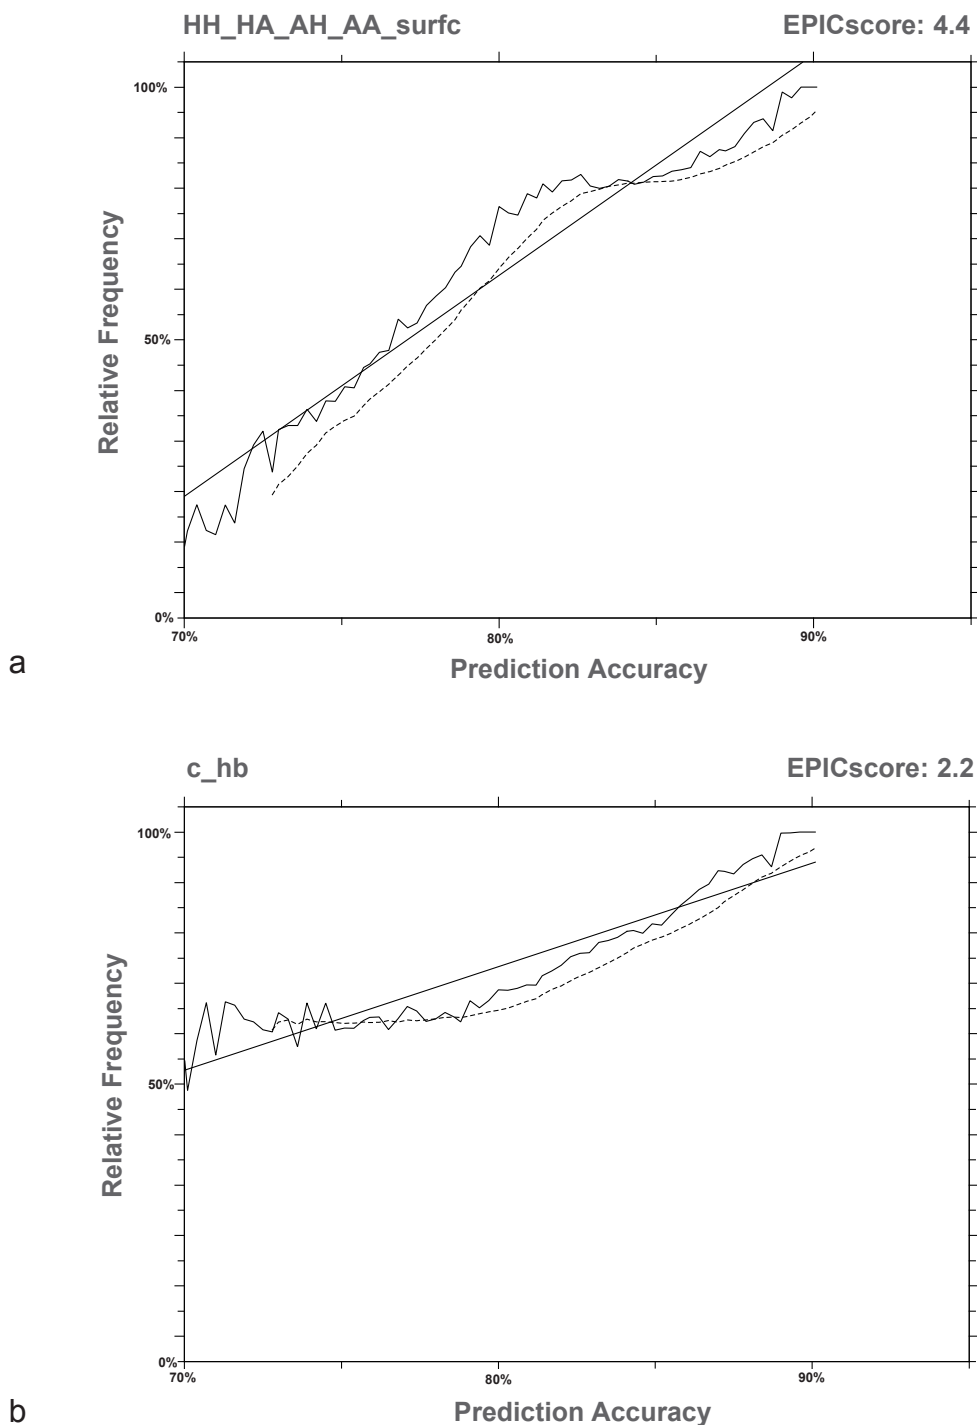 HH_HA_AH_AA_surfc EPICscore: 4.4
100%
Relative Frequency
50%
0%
70% 80% 90%
a
Prediction Accuracy
c_hb EPICscore: 2.2
100%
Relative Frequency
50%
0%
70% 80% 90%
b
Prediction Accuracy